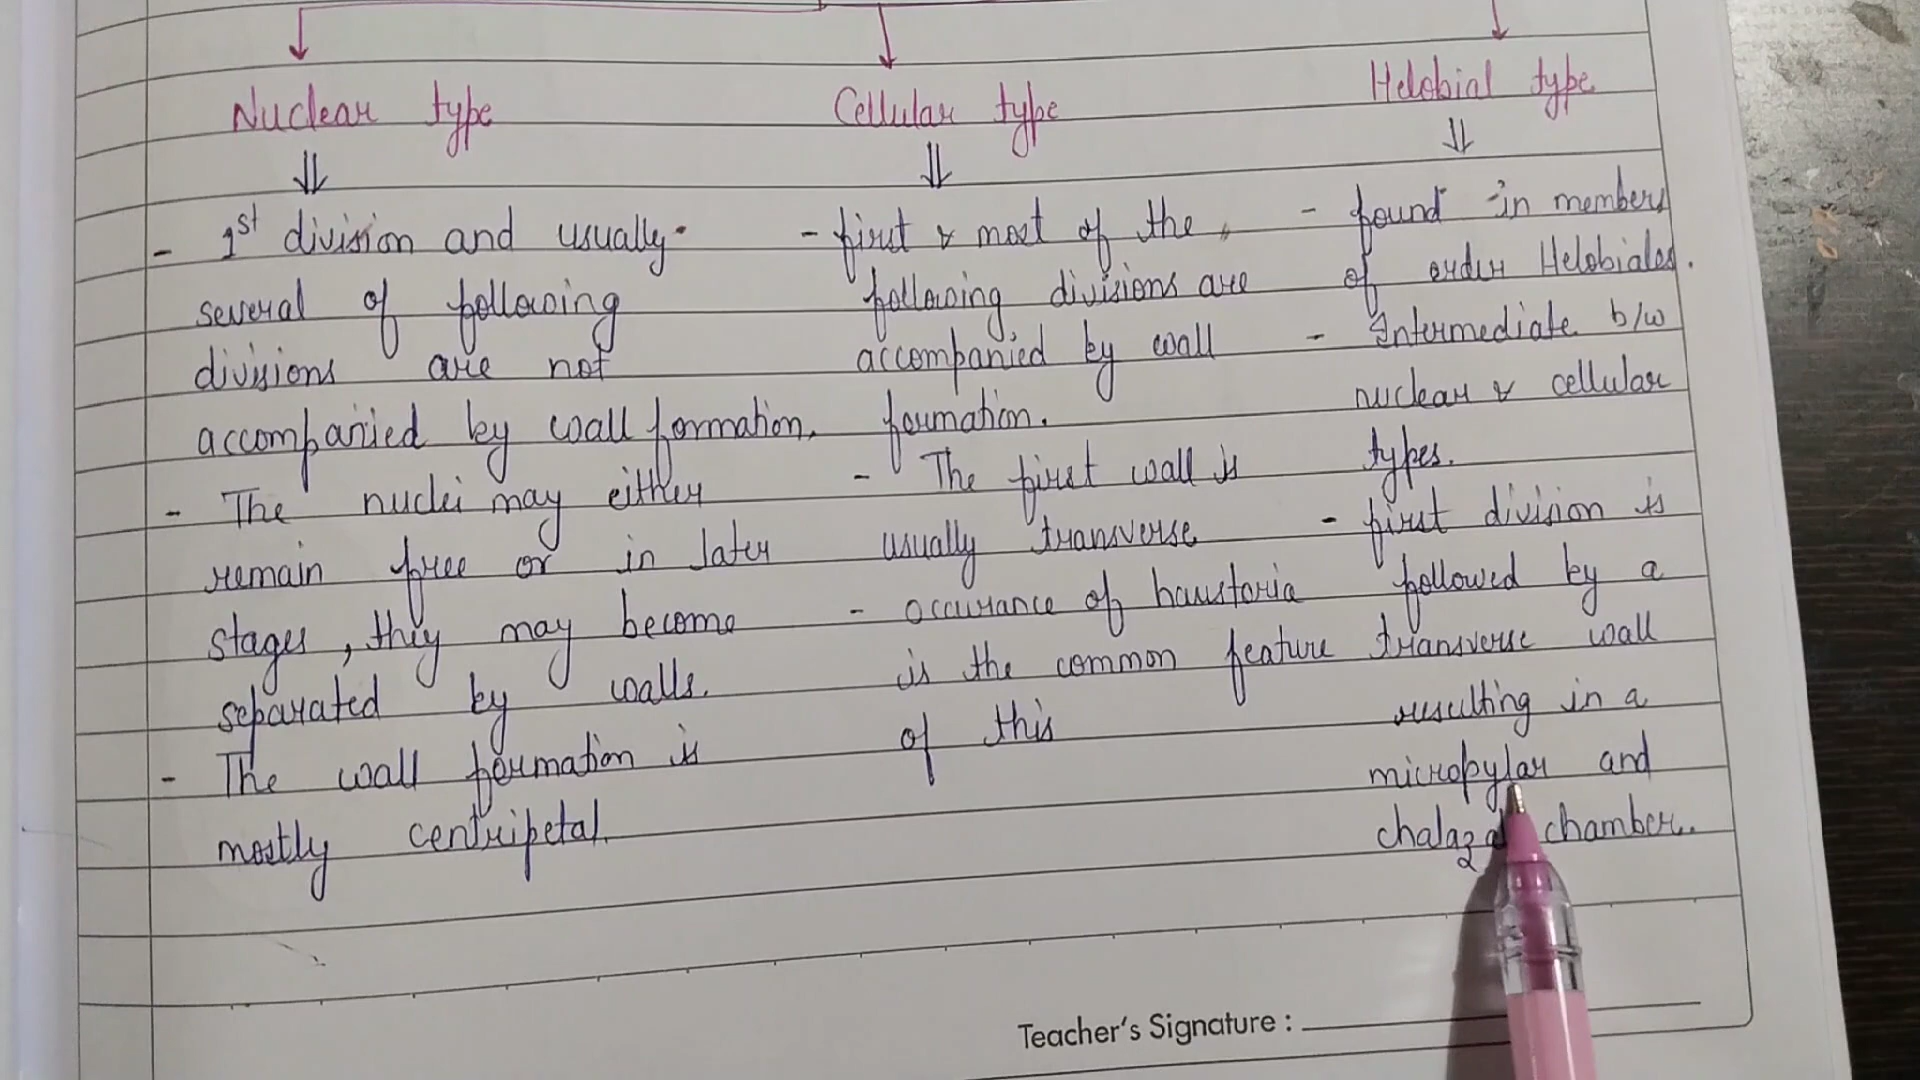 Nuclear type
1st division and usually
several of following
divisions are not
accompanied by wall formation.
- The nuclei may either
remain free or in later
stages, they may become
separated by walls.
- The wall formation is
mostly centripetal.
Cellular type
- first & most of the
following divisions are
accompanied by wall
formation.
- The first wall is
usually transverse
- occurance of haustoria
is the common feature
of this
Helobial type
- found in members
of order Helobiales.
- Intermediate b/w
nuclear & cellular
types.
- first division is
followed by a
transverse wall
resulting in a
micropylar and
chalazal chamber.
Teacher's Signature :